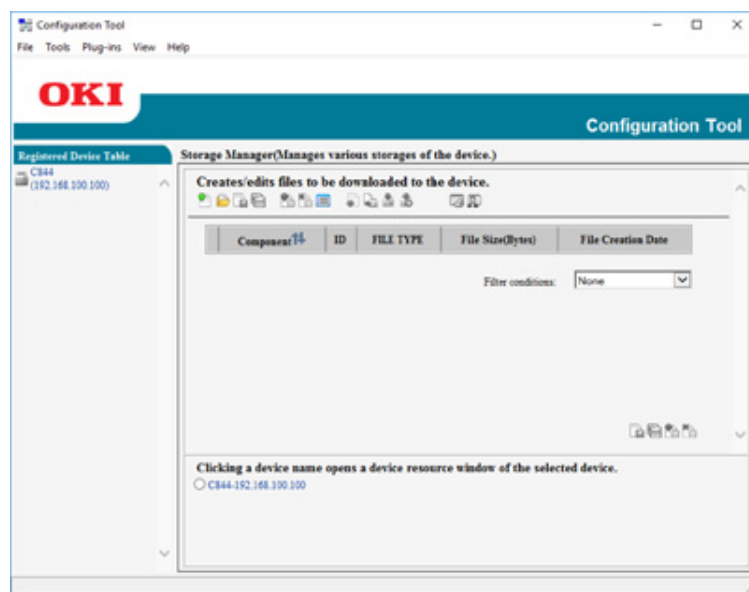 Configuration Tool
File Tools Plug-ins View Help
OKI
Configuration Tool
Registered Device Table
C844
(192.168.100.100)
Storage Manager(Manages various storages of the device.)
Creates/edits files to be downloaded to the device.
Component ID FILE TYPE File Size(Bytes) File Creation Date
Filter conditions: None
Clicking a device name opens a device resource window of the selected device.
C844-192.168.100.100